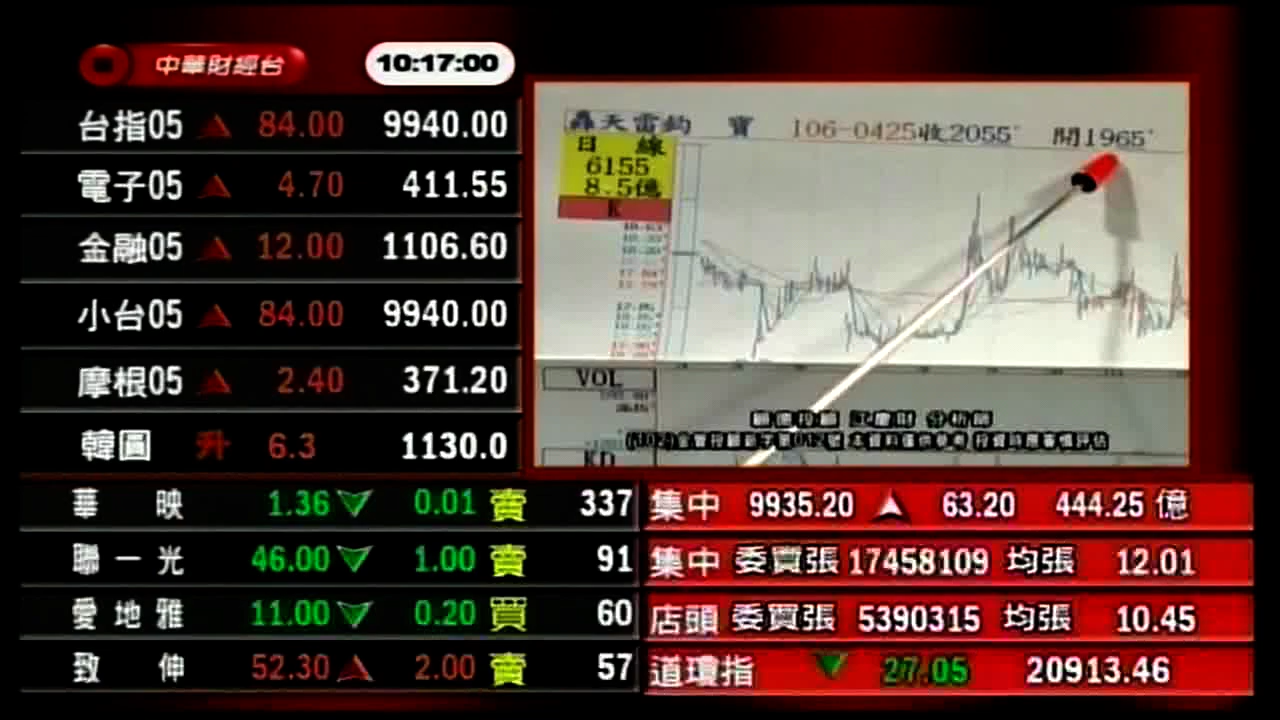 中華財經台 10:17:00
台指05 ▲ 84.00 9940.00
電子05 ▲ 4.70 411.55
金融05 ▲ 12.00 1106.60
小台05 ▲ 84.00 9940.00
摩根05 ▲ 2.40 371.20
韓圓 升 6.3 1130.0
轟天雷鈞 寶 106-0425收2055' 開1965'
日 線
6155
8.5億
K
VOL
KD
華 映 1.36 ▼ 0.01 賣 337
聯一光 46.00 ▼ 1.00 賣 91
愛地雅 11.00 ▼ 0.20 買 60
致 伸 52.30 ▲ 2.00 賣 57
集中 9935.20 ▲ 63.20 444.25 億
集中 委買張 17458109 均張 12.01
店頭 委買張 5390315 均張 10.45
道瓊指 ▼ 27.05 20913.46